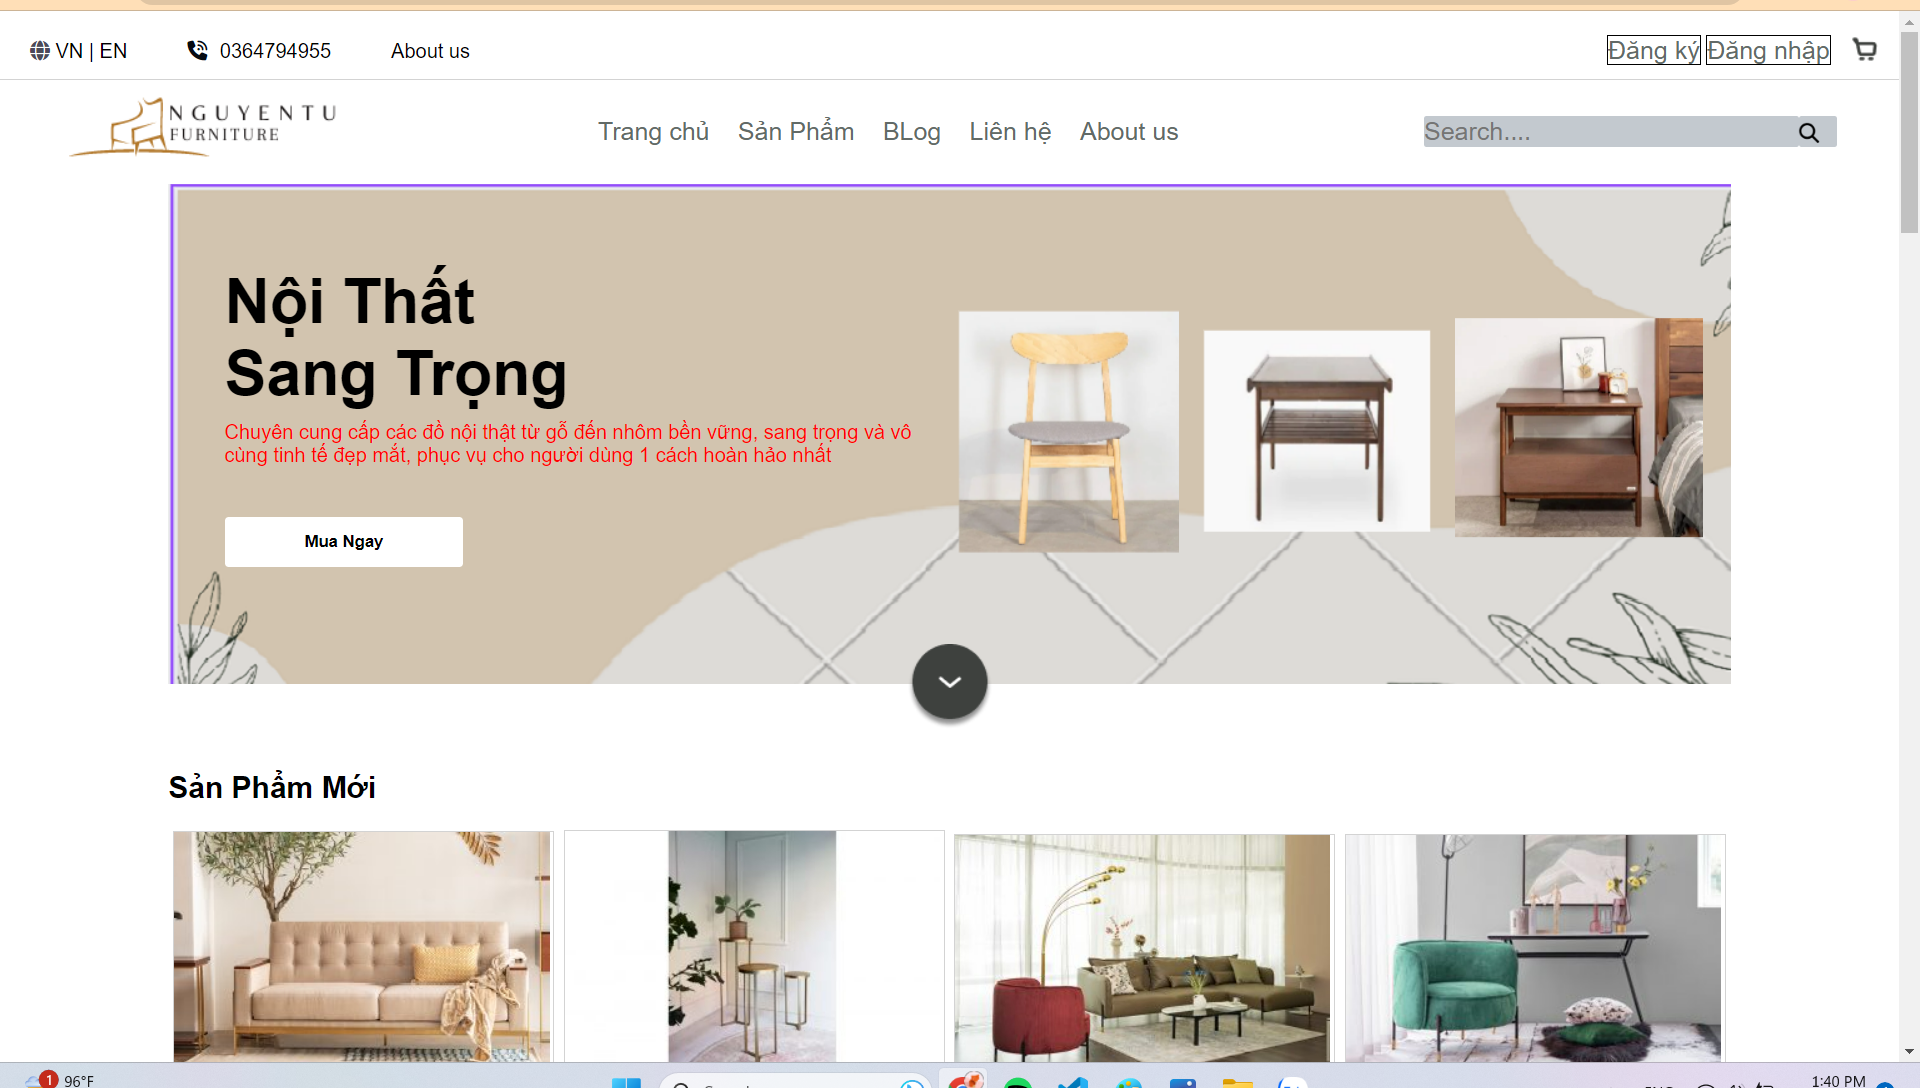 VN | EN
0364794955
About us
Đăng ký
Đăng nhập
NGUYENTU
FURNITURE
Trang chủ
Sản Phẩm
BLog
Liên hệ
About us
Search....
Nội Thất
Sang Trọng
Chuyên cung cấp các đồ nội thật từ gỗ đến nhôm bền vững, sang trọng và vô
cùng tinh tế đẹp mắt, phục vụ cho người dùng 1 cách hoàn hảo nhất
Mua Ngay
Sản Phẩm Mới
1
96°F
1:40 PM